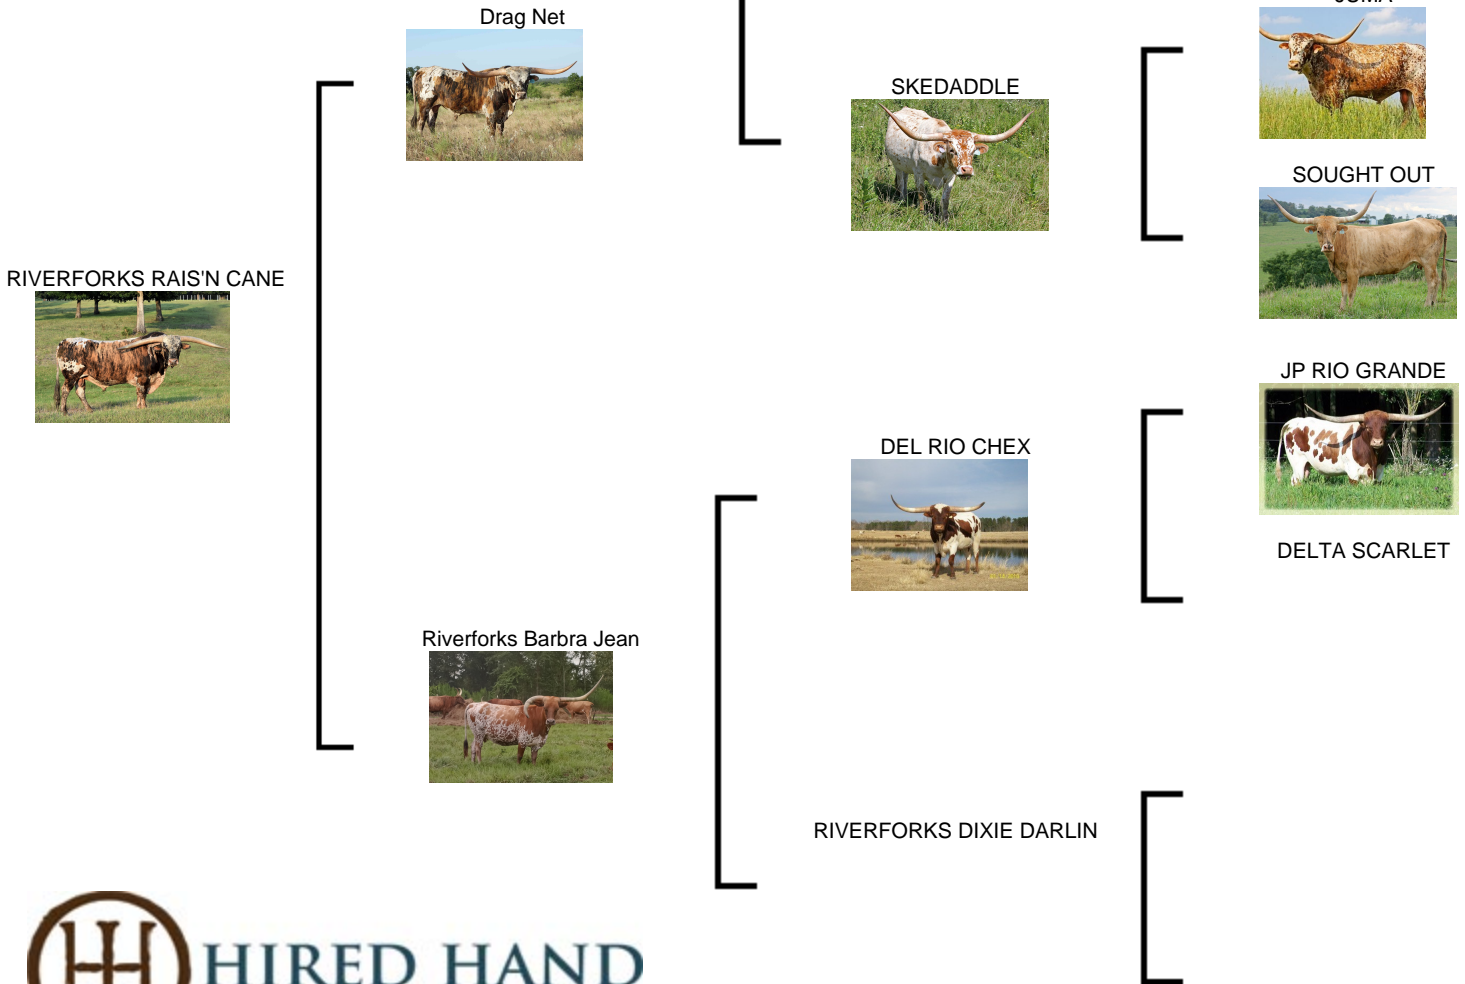 Drag Net
SKEDADDLE
SOUGHT OUT
RIVERFORKS RAIS'N CANE
JP RIO GRANDE
DEL RIO CHEX
DELTA SCARLET
Riverforks Barbra Jean
RIVERFORKS DIXIE DARLIN
HIRED HAND